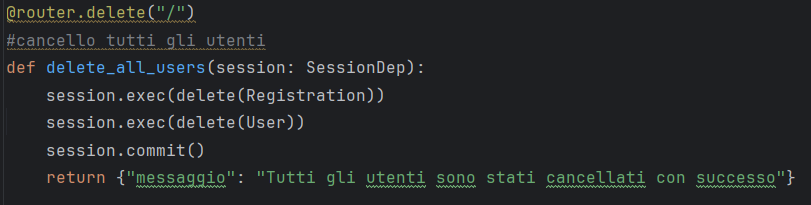 @router.delete("/")
#cancello tutti gli utenti
def delete_all_users(session: SessionDep):
    session.exec(delete(Registration))
    session.exec(delete(User))
    session.commit()
    return {"messaggio": "Tutti gli utenti sono stati cancellati con successo"}